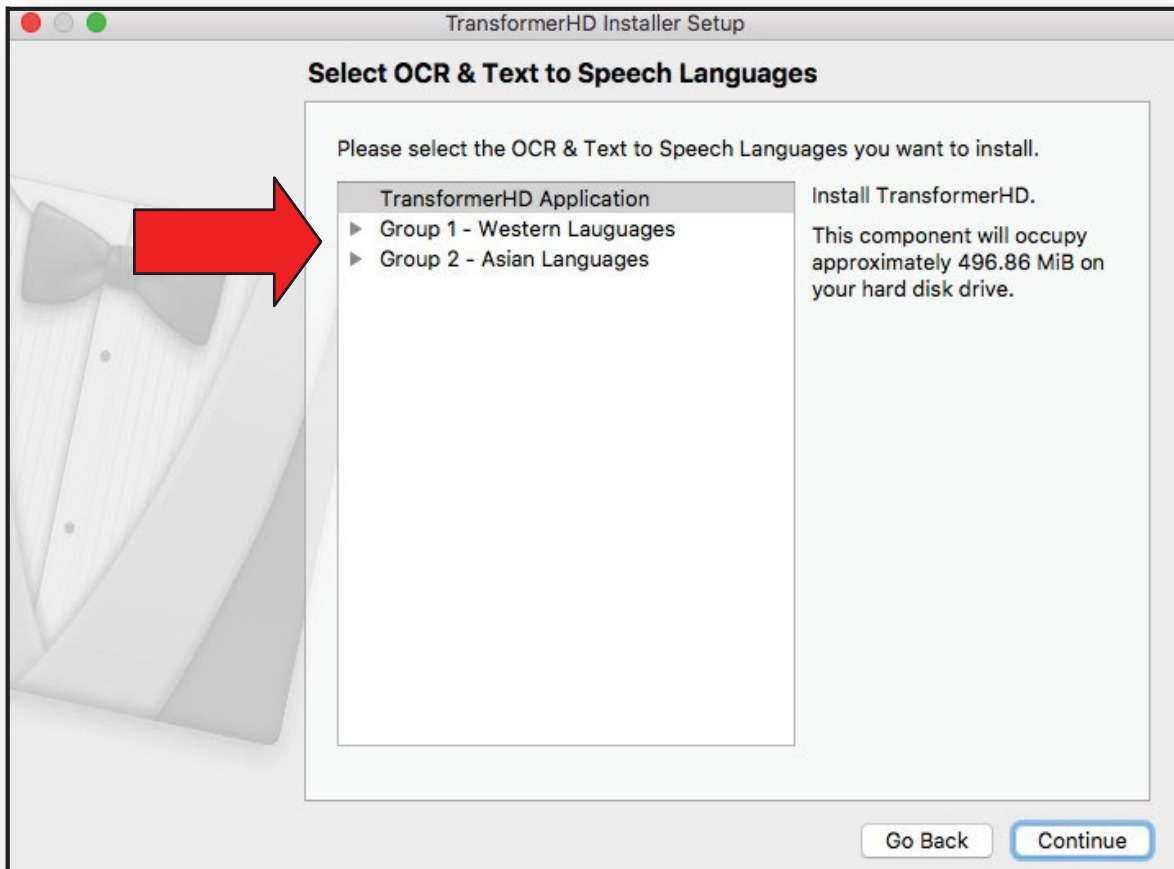 TransformerHD Installer Setup
Select OCR & Text to Speech Languages
Please select the OCR & Text to Speech Languages you want to install.
TransformerHD Application
Group 1 - Western Lauguages
Group 2 - Asian Languages
Install TransformerHD.
This component will occupy
approximately 496.86 MiB on
your hard disk drive.
Go Back
Continue